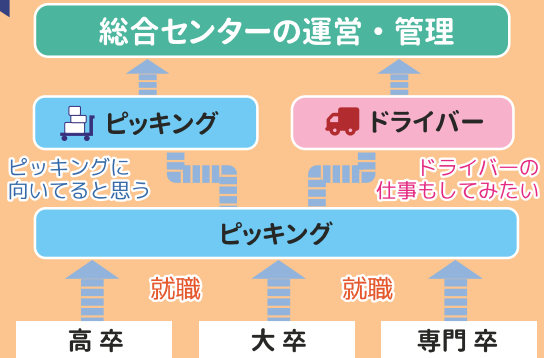 総合センターの運営・管理
ピッキング
ドライバー
ピッキングに
向いてると思う
ドライバーの
仕事もしてみたい
ピッキング
就職
就職
高卒
大卒
専門卒